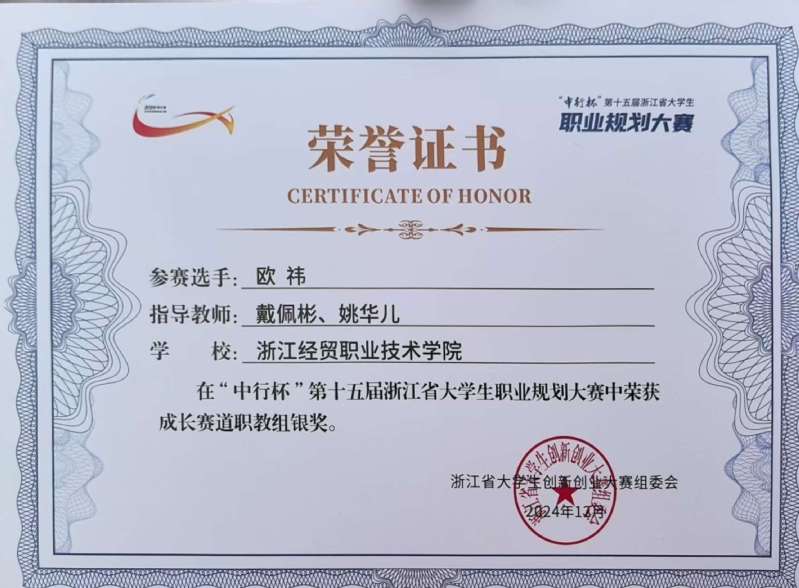 “中行杯”第十五届浙江省大学生
职业规划大赛
荣誉证书
CERTIFICATE OF HONOR
参赛选手：欧 祎
指导教师：戴佩彬、姚华儿
学 校：浙江经贸职业技术学院
在“中行杯”第十五届浙江省大学生职业规划大赛中荣获
成长赛道职教组银奖。
浙江省大学生创新创业大赛组委会
2024年12月